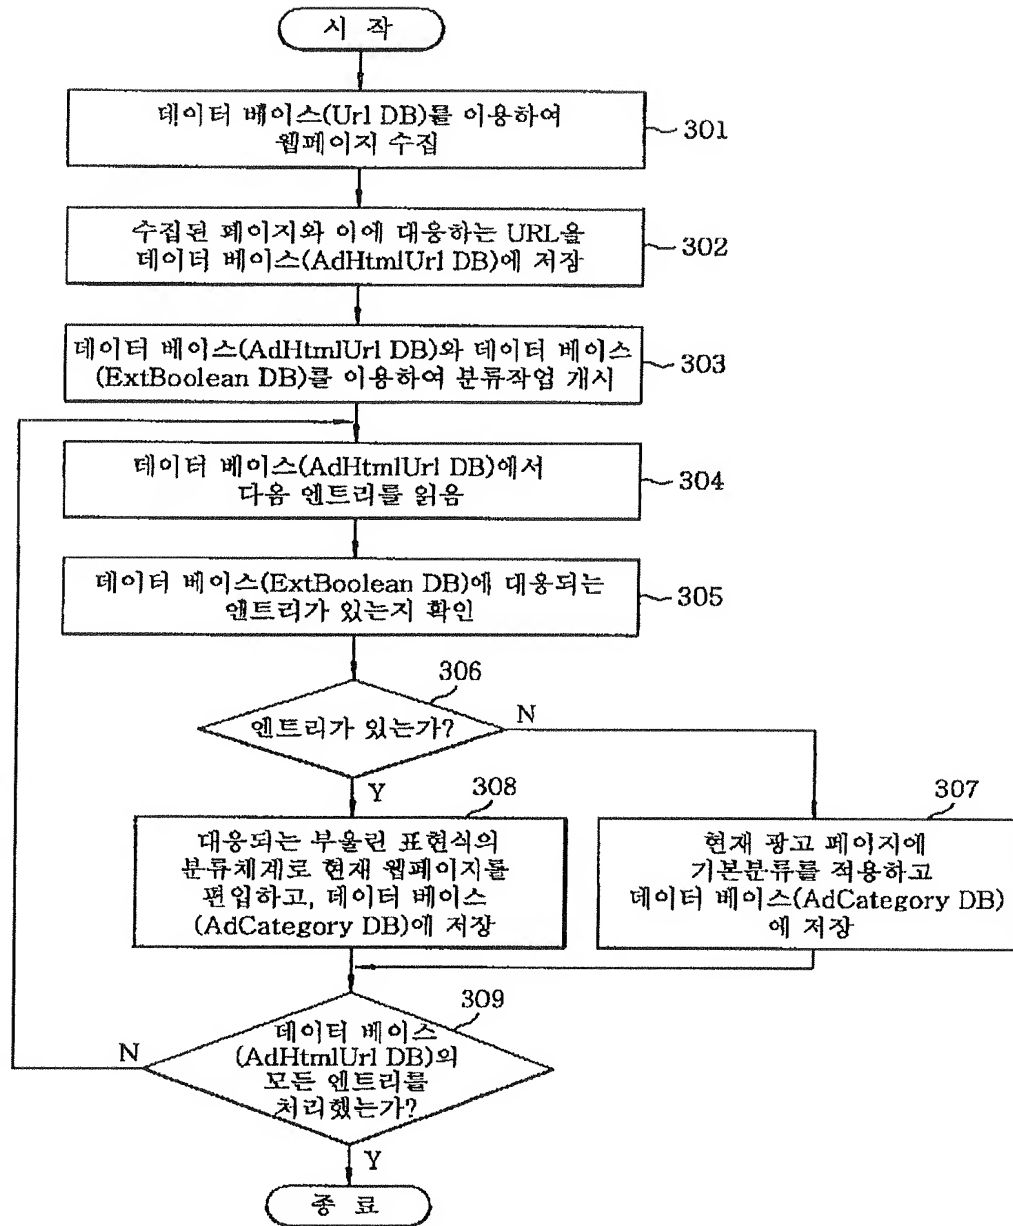 시 작
데이터 베이스(Url DB)를 이용하여
웹페이지 수집
301
수집된 페이지와 이에 대응하는 URL을
데이터 베이스(AdHtmlUrl DB)에 저장
302
데이터 베이스(AdHtmlUrl DB)와 데이터 베이스
(ExtBoolean DB)를 이용하여 분류작업 개시
303
데이터 베이스(AdHtmlUrl DB)에서
다음 엔트리를 읽음
304
데이터 베이스(ExtBoolean DB)에 대응되는
엔트리가 있는지 확인
305
306
엔트리가 있는가?
N
Y
308
대응되는 부울린 표현식의
분류체계로 현재 웹페이지를
편입하고, 데이터 베이스
(AdCategory DB)에 저장
307
현재 광고 페이지에
기본분류를 적용하고
데이터 베이스(AdCategory DB)
에 저장
309
데이터 베이스
(AdHtmlUrl DB)의
모든 엔트리를
처리했는가?
N
Y
종 료